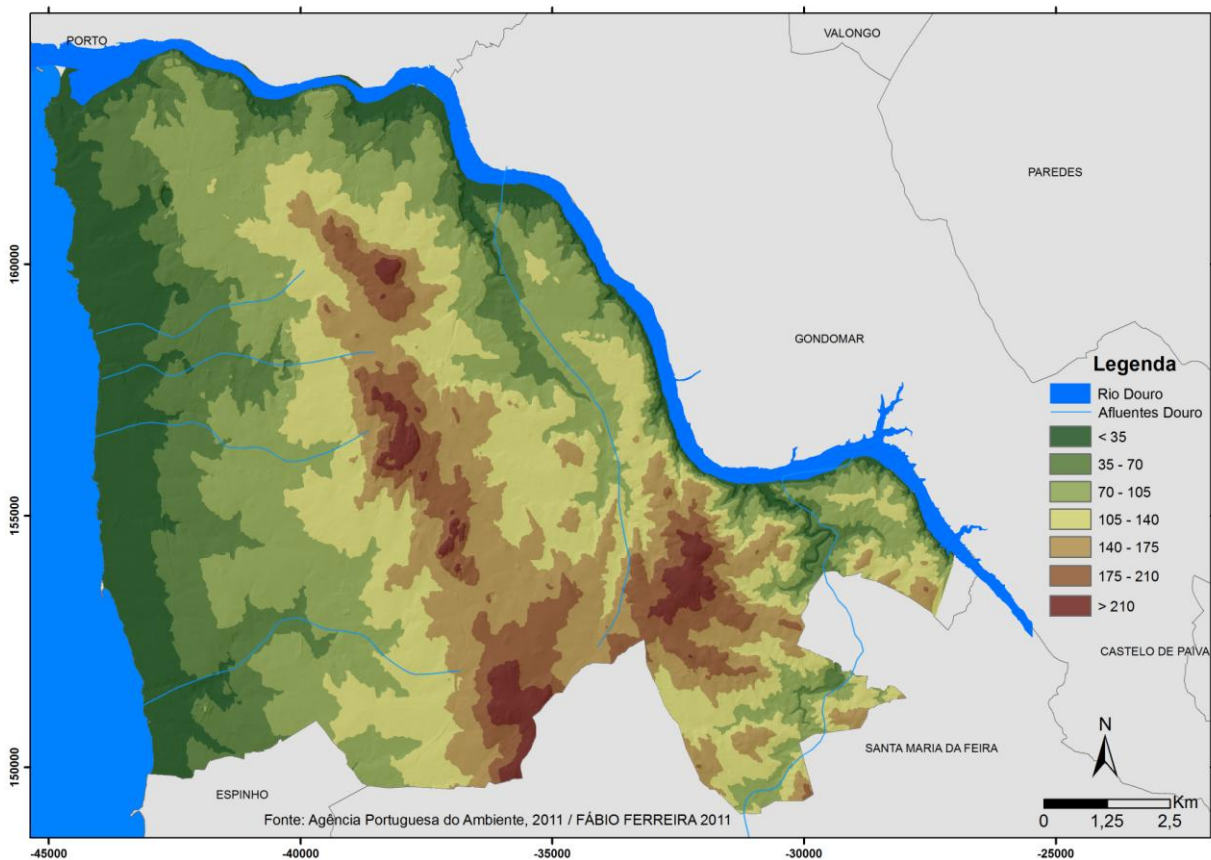 PORTO
VALONGO
PAREDES
GONDOMAR
CASTELO DE PAIVA
SANTA MARIA DA FEIRA
ESPINHO
Legenda
Rio Douro
Afluentes Douro
< 35
35 - 70
70 - 105
105 - 140
140 - 175
175 - 210
> 210
N
Km
0 1,25 2,5
Fonte: Agência Portuguesa do Ambiente, 2011 / FÁBIO FERREIRA 2011
160000
155000
150000
-45000 -40000 -35000 -30000 -25000